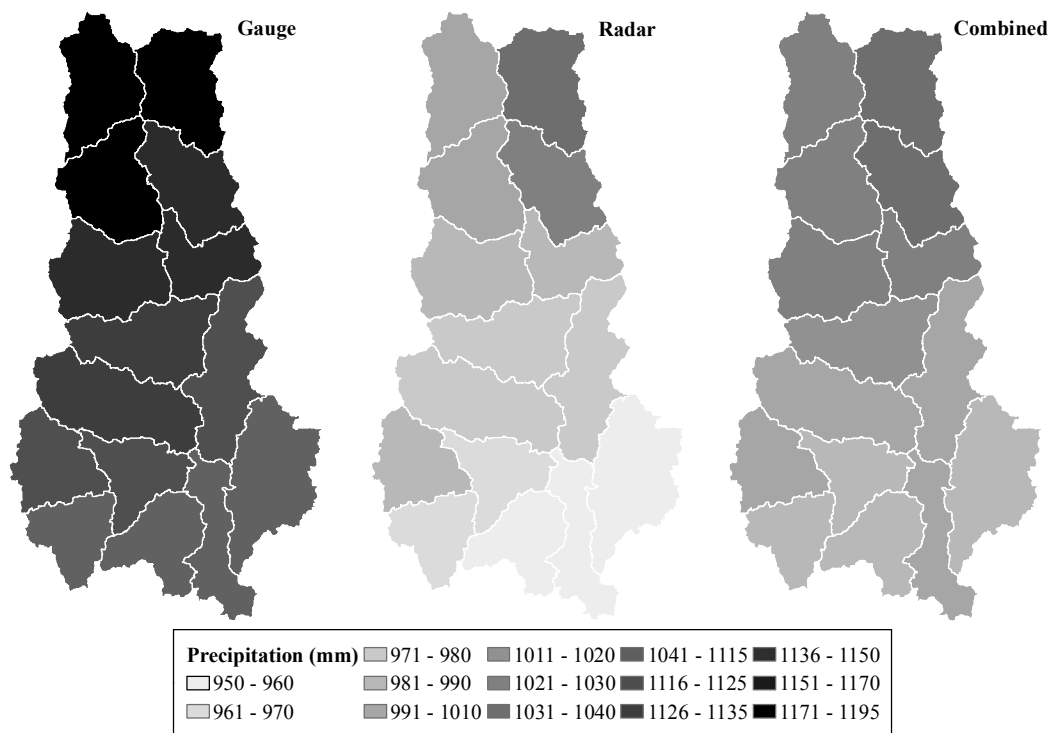 Gauge Radar Combined
Precipitation (mm) 971 - 980 1011 - 1020 1041 - 1115 1136 - 1150
950 - 960 981 - 990 1021 - 1030 1116 - 1125 1151 - 1170
961 - 970 991 - 1010 1031 - 1040 1126 - 1135 1171 - 1195